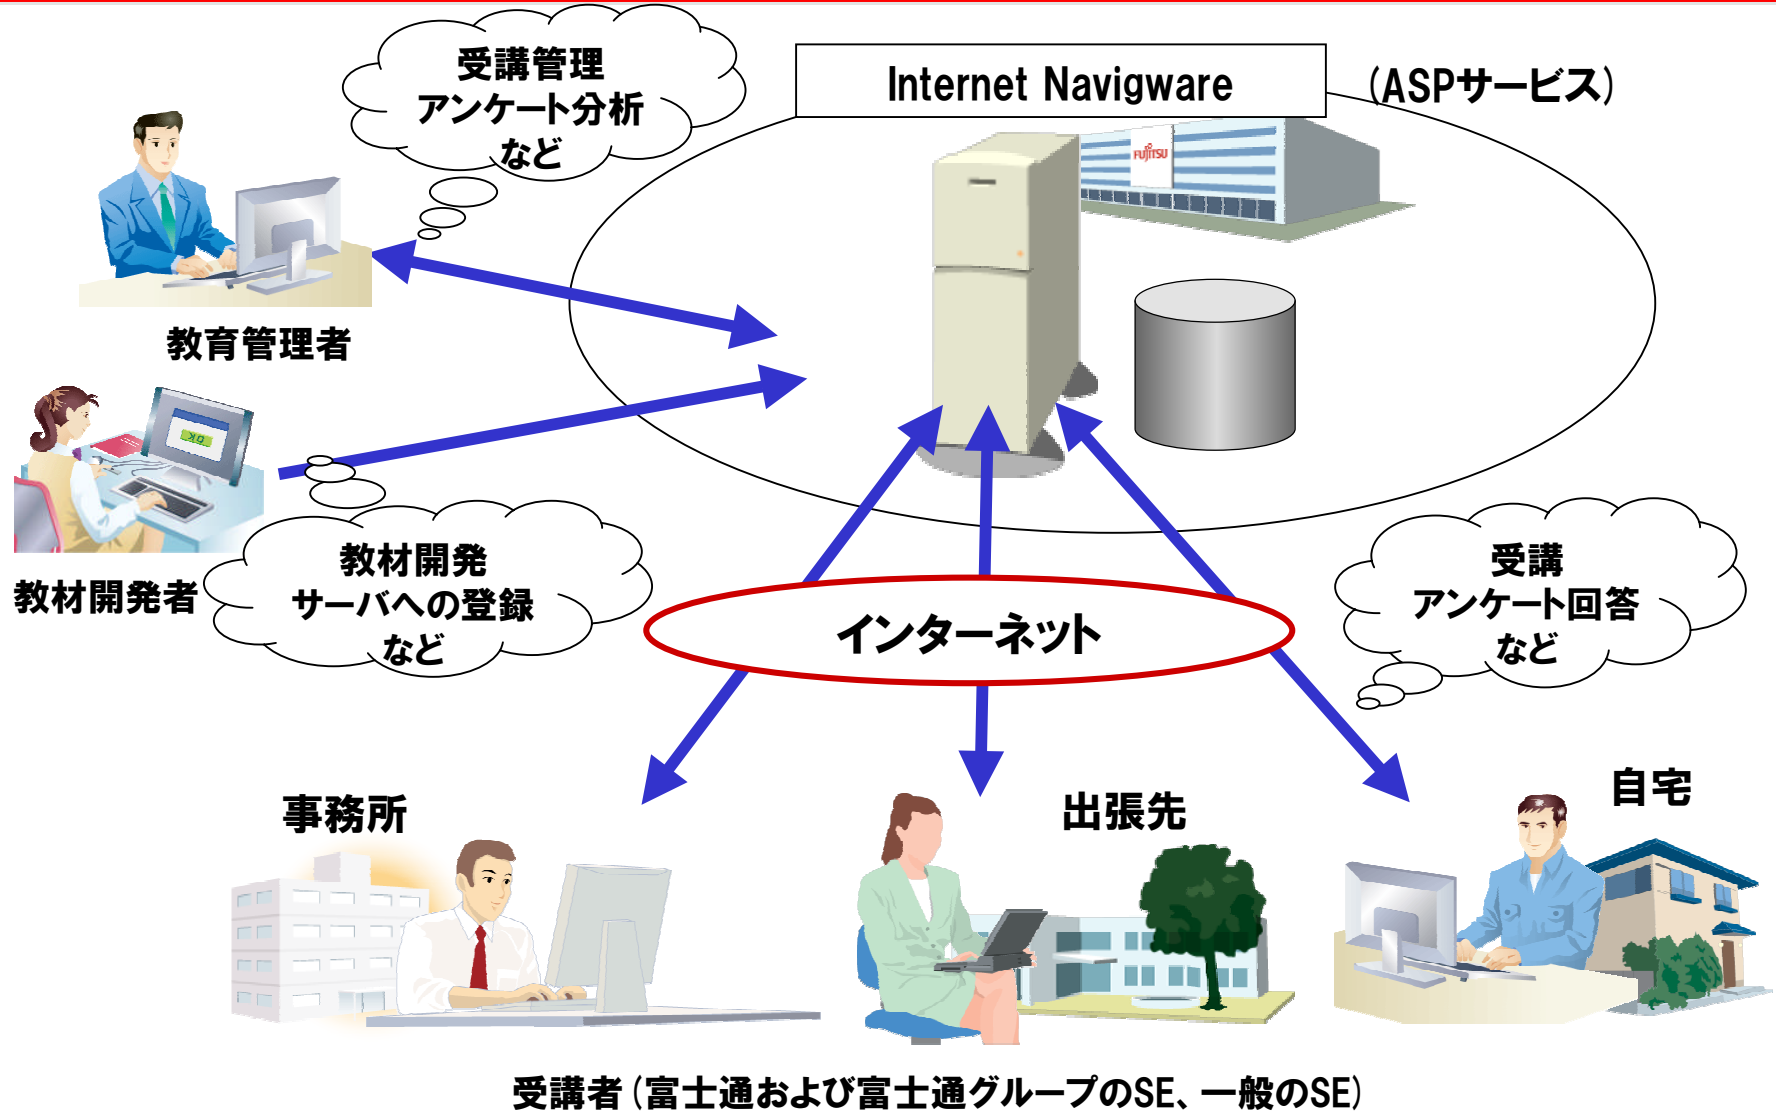 受講管理
アンケート分析
など
Internet Navigware
(ASPサービス)
FUJITSU
教育管理者
OK
教材開発者
教材開発
サーバへの登録
など
インターネット
受講
アンケート回答
など
事務所
出張先
自宅
受講者(富士通および富士通グループのSE、一般のSE)